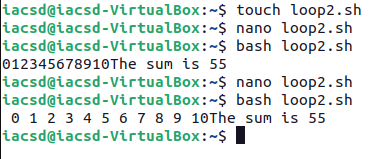 iacsd@iacsd-VirtualBox:~$ touch loop2.sh
iacsd@iacsd-VirtualBox:~$ nano loop2.sh
iacsd@iacsd-VirtualBox:~$ bash loop2.sh
012345678910The sum is 55
iacsd@iacsd-VirtualBox:~$ nano loop2.sh
iacsd@iacsd-VirtualBox:~$ bash loop2.sh
 0 1 2 3 4 5 6 7 8 9 10The sum is 55
iacsd@iacsd-VirtualBox:~$